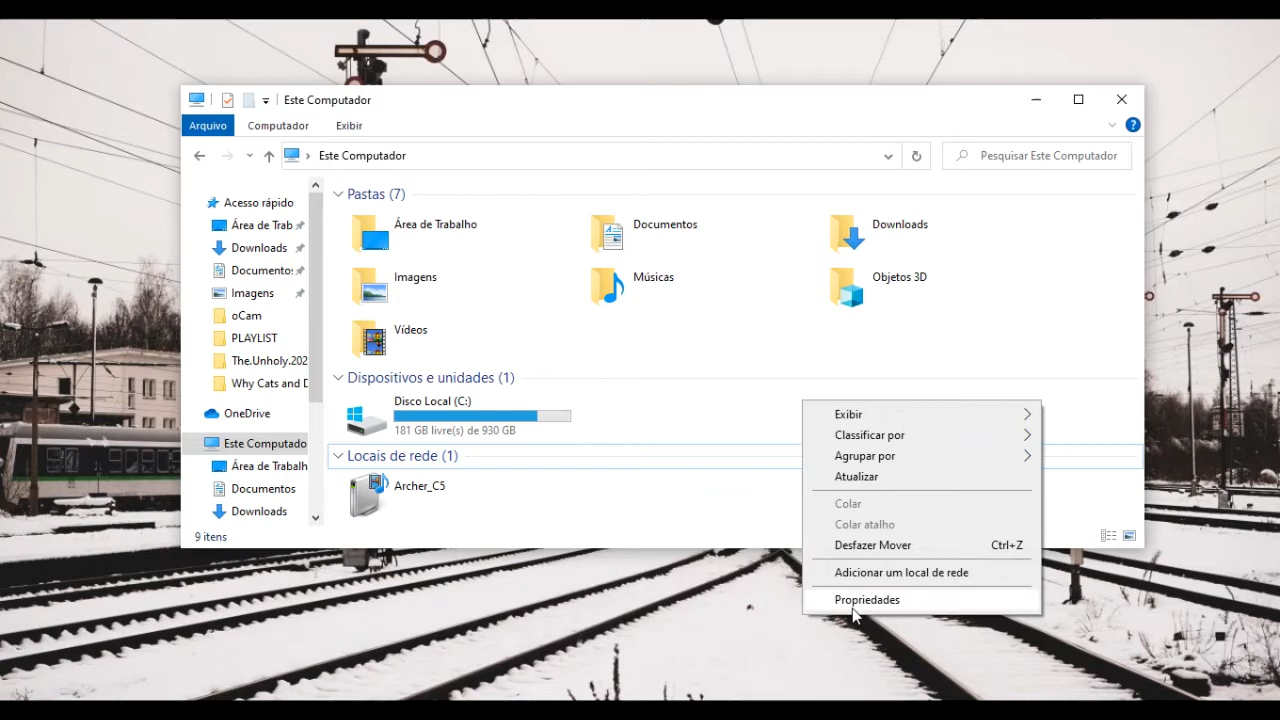 Este Computador
Arquivo
Computador
Exibir
Este Computador
Pesquisar Este Computador
Acesso rápido
Área de Trab
Downloads
Documentos
Imagens
oCam
PLAYLIST
The.Unholy.202
Why Cats and D
OneDrive
Este Computado
Área de Trabalh
Documentos
Downloads
Pastas (7)
Área de Trabalho
Documentos
Downloads
Imagens
Músicas
Objetos 3D
Vídeos
Dispositivos e unidades (1)
Disco Local (C:)
181 GB livre(s) de 930 GB
Locais de rede (1)
Archer_C5
Exibir
Classificar por
Agrupar por
Atualizar
Colar
Colar atalho
Desfazer Mover Ctrl+Z
Adicionar um local de rede
Propriedades
9 itens